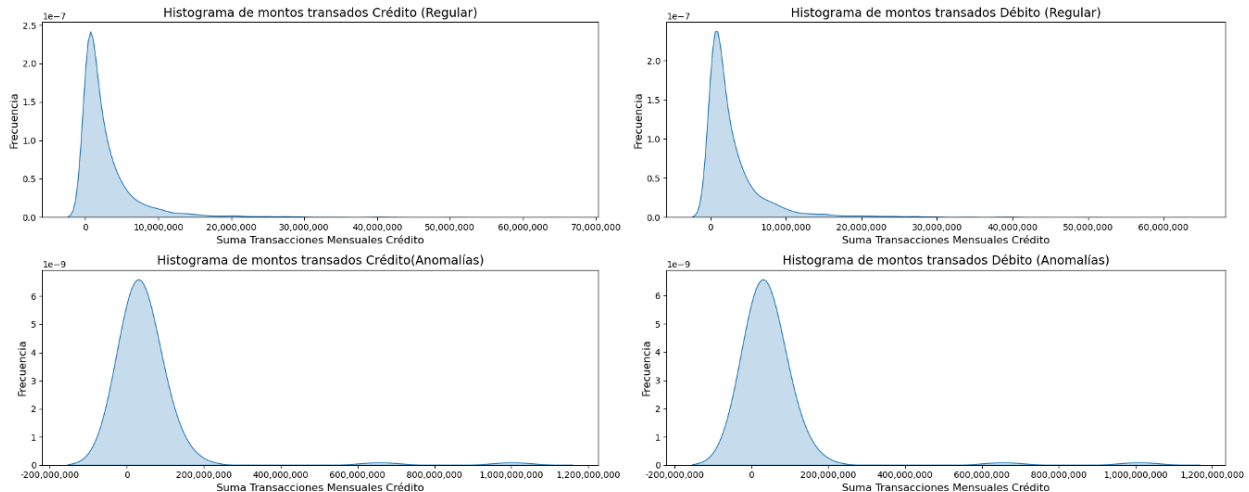 Histograma de montos transados Crédito (Regular)
1e−7
2.5
2.0
1.5
1.0
0.5
0.0
Frecuencia
0 10,000,000 20,000,000 30,000,000 40,000,000 50,000,000 60,000,000 70,000,000
Suma Transacciones Mensuales Crédito
Histograma de montos transados Débito (Regular)
1e−7
2.0
1.5
1.0
0.5
0.0
Frecuencia
0 10,000,000 20,000,000 30,000,000 40,000,000 50,000,000 60,000,000
Suma Transacciones Mensuales Crédito
Histograma de montos transados Crédito(Anomalías)
1e−9
6
5
4
3
2
1
0
Frecuencia
-200,000,000 0 200,000,000 400,000,000 600,000,000 800,000,000 1,000,000,000 1,200,000,000
Suma Transacciones Mensuales Crédito
Histograma de montos transados Débito (Anomalías)
1e−9
6
5
4
3
2
1
0
Frecuencia
-200,000,000 0 200,000,000 400,000,000 600,000,000 800,000,000 1,000,000,000 1,200,000,000
Suma Transacciones Mensuales Crédito